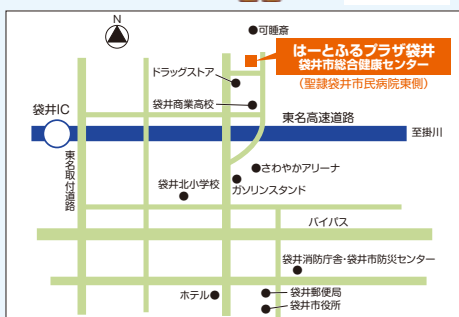 N
可睡斎
はーとふるプラザ袋井
袋井市総合健康センター
（聖隷袋井市民病院東側）
ドラッグストア
袋井商業高校
袋井IC
東名高速道路
至掛川
東名取付道路
さわやかアリーナ
袋井北小学校
ガソリンスタンド
バイパス
袋井消防庁舎・袋井市防災センター
ホテル
袋井郵便局
袋井市役所